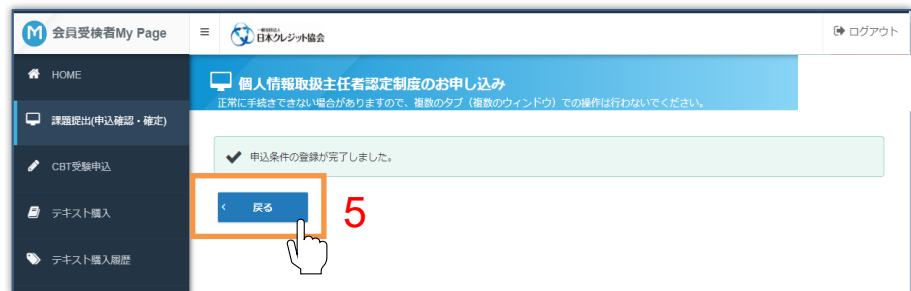 M 会員受検者My Page
一般社団法人
日本クレジット協会
ログアウト
HOME
課題提出(申込確認・確定)
CBT受験申込
テキスト購入
テキスト購入履歴
個人情報取扱主任者認定制度のお申し込み
正常に手続きできない場合がありますので、複数のタブ（複数のウィンドウ）での操作は行わないでください。
申込条件の登録が完了しました。
戻る
5